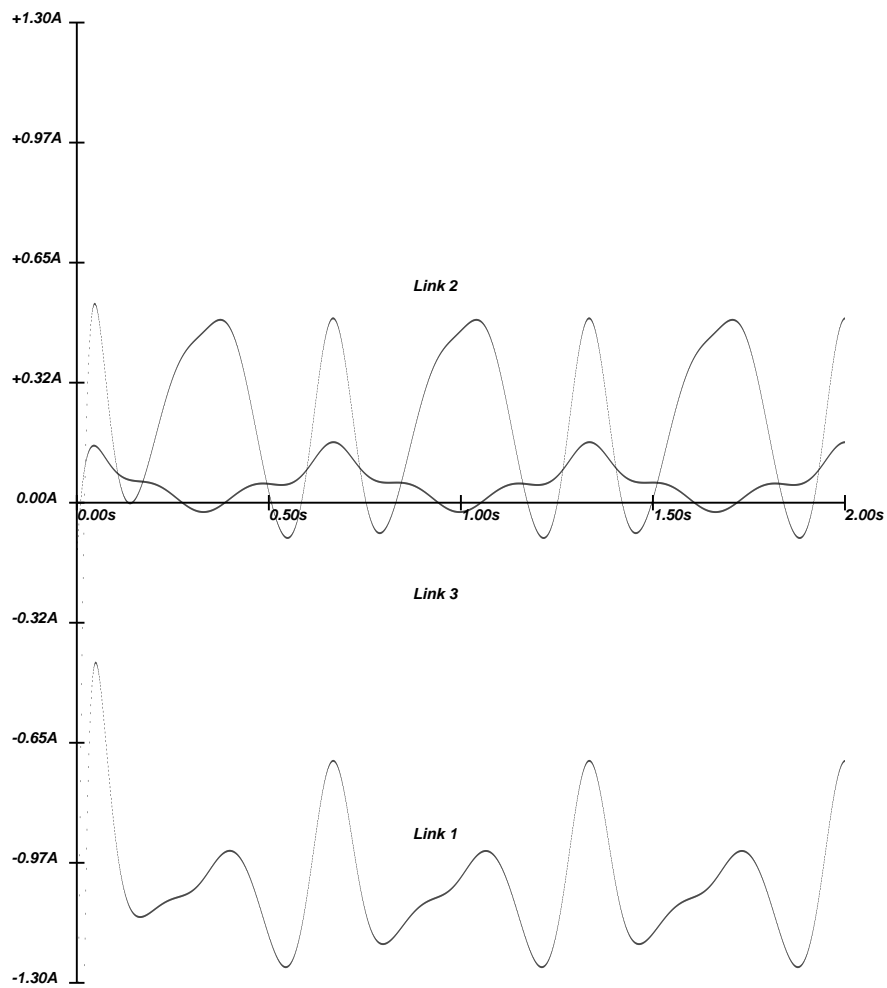 +1.30A
+0.97A
+0.65A
Link 2
+0.32A
0.00A
0.00s 0.50s 1.00s 1.50s 2.00s
Link 3
-0.32A
-0.65A
Link 1
-0.97A
-1.30A